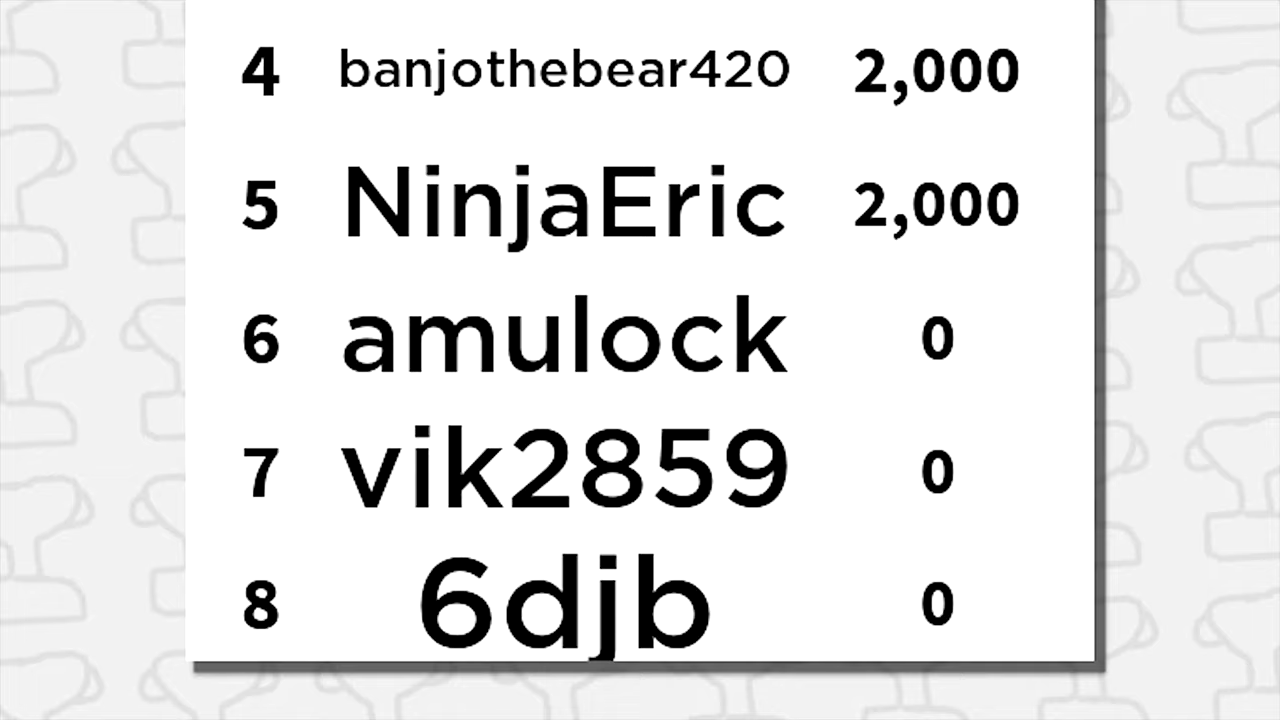 4 banjothebear420 2,000
5 NinjaEric 2,000
6 amulock 0
7 vik2859 0
8 6djb 0